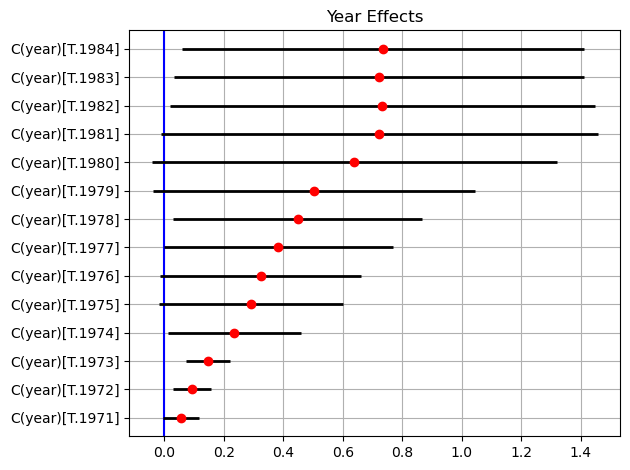 Year Effects
C(year)[T.1984]
C(year)[T.1983]
C(year)[T.1982]
C(year)[T.1981]
C(year)[T.1980]
C(year)[T.1979]
C(year)[T.1978]
C(year)[T.1977]
C(year)[T.1976]
C(year)[T.1975]
C(year)[T.1974]
C(year)[T.1973]
C(year)[T.1972]
C(year)[T.1971]
0.0 0.2 0.4 0.6 0.8 1.0 1.2 1.4